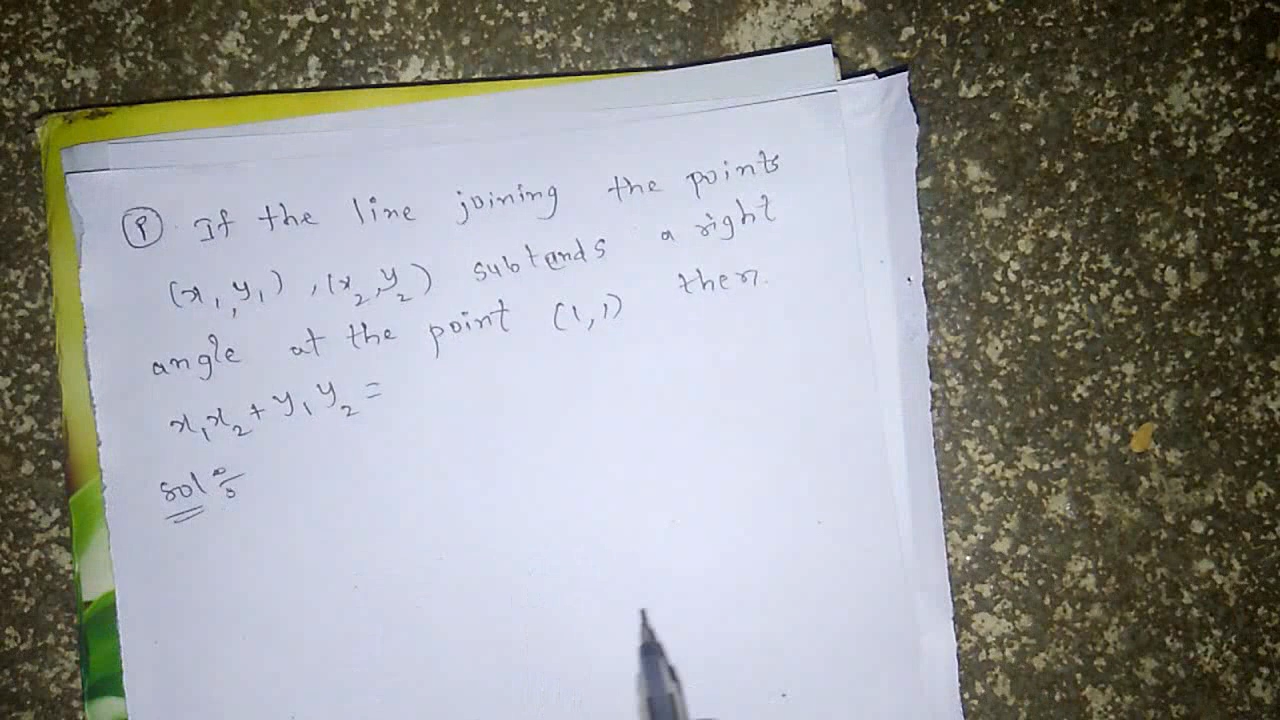 (P). If the line joining the points
(x₁, y₁), (x₂, y₂) subtends a right
angle at the point (1,1) then.
x₁x₂ + y₁y₂ =
Sol: